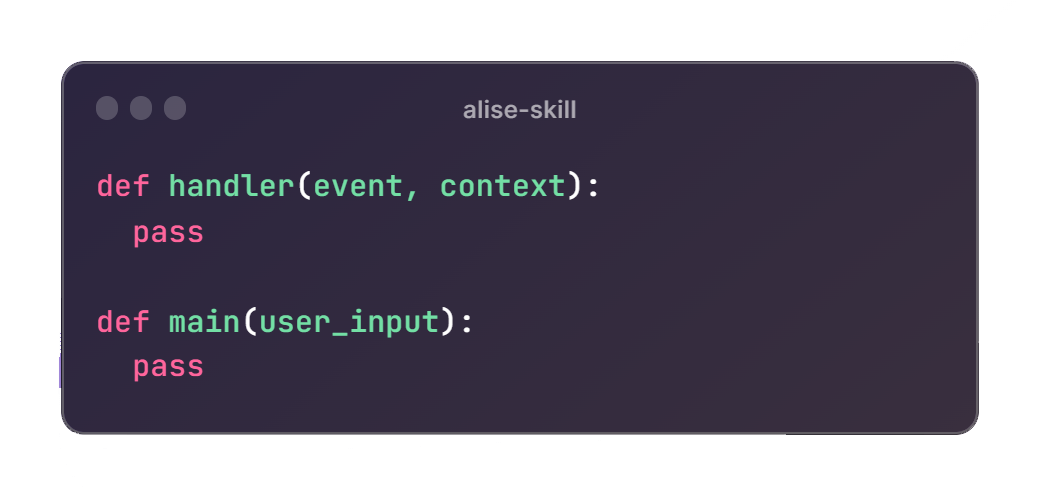 alise-skill
def handler(event, context):
  pass
def main(user_input):
  pass